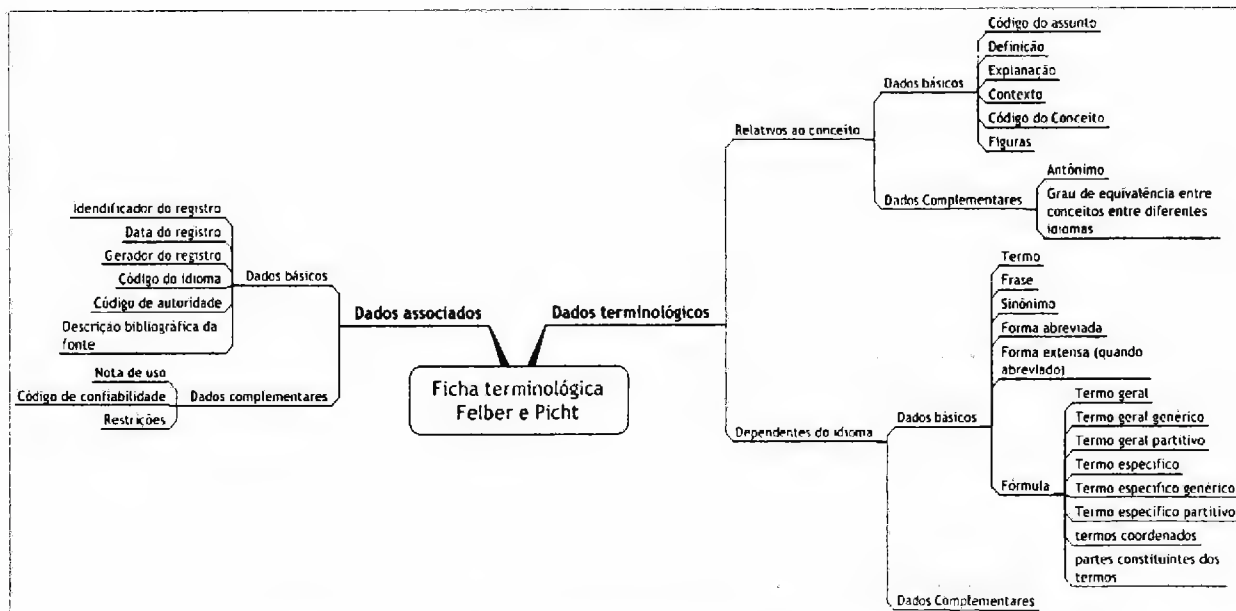 Código do assunto
Definição
Explanação
Contexto
Código do Conceito
Figuras
Dados básicos
Relativos ao conceito
Antônimo
Grau de equivalência entre
conceitos entre diferentes
idiomas
Dados Complementares
Idendificador do registro
Data do registro
Gerador do registro
Código do idioma
Código de autoridade
Descrição bibliográfica da
fonte
Dados básicos
Dados associados
Nota de uso
Código de confiabilidade
Restrições
Dados complementares
Ficha terminológica
Felber e Picht
Dados terminológicos
Termo
Frase
Sinônimo
Forma abreviada
Forma extensa (quando
abreviado)
Dados básicos
Dependentes do idioma
Fórmula
Termo geral
Termo geral genérico
Termo geral partitivo
Termo específico
Termo específico genérico
Termo específico partitivo
termos coordenados
partes constituintes dos
termos
Dados Complementares